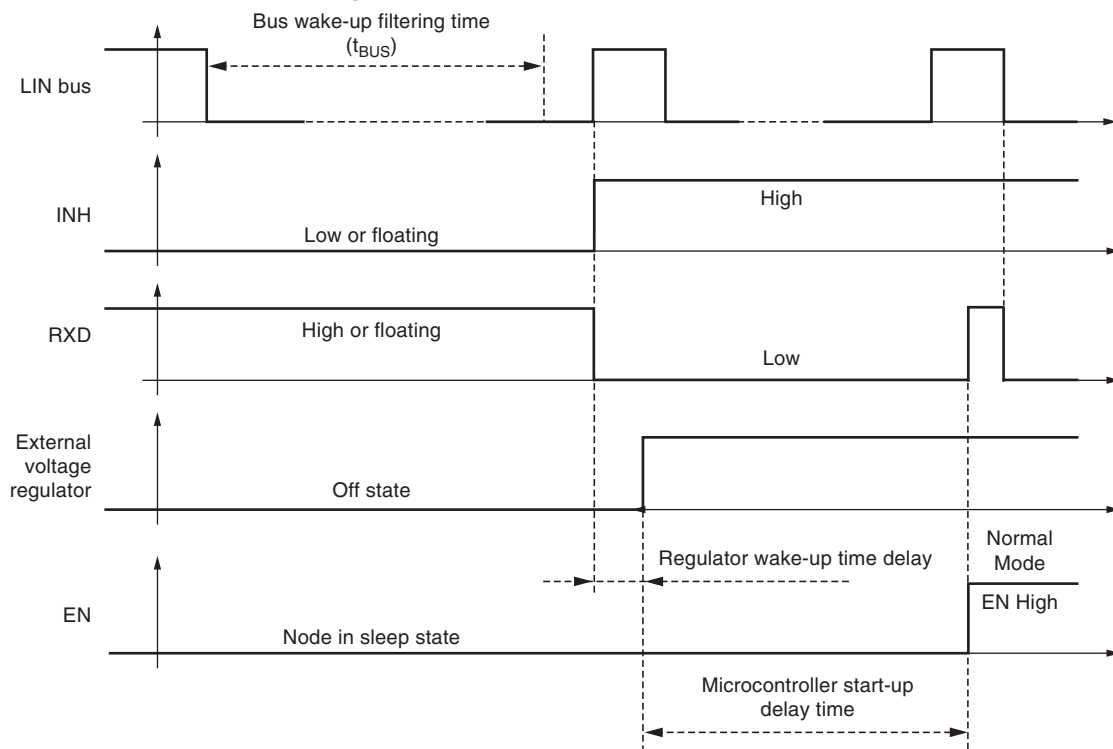 Bus wake-up filtering time
(tBUS)
LIN bus
INH
High
Low or floating
RXD
High or floating
Low
External
voltage
regulator
Off state
Regulator wake-up time delay
Normal
Mode
EN
EN High
Node in sleep state
Microcontroller start-up
delay time